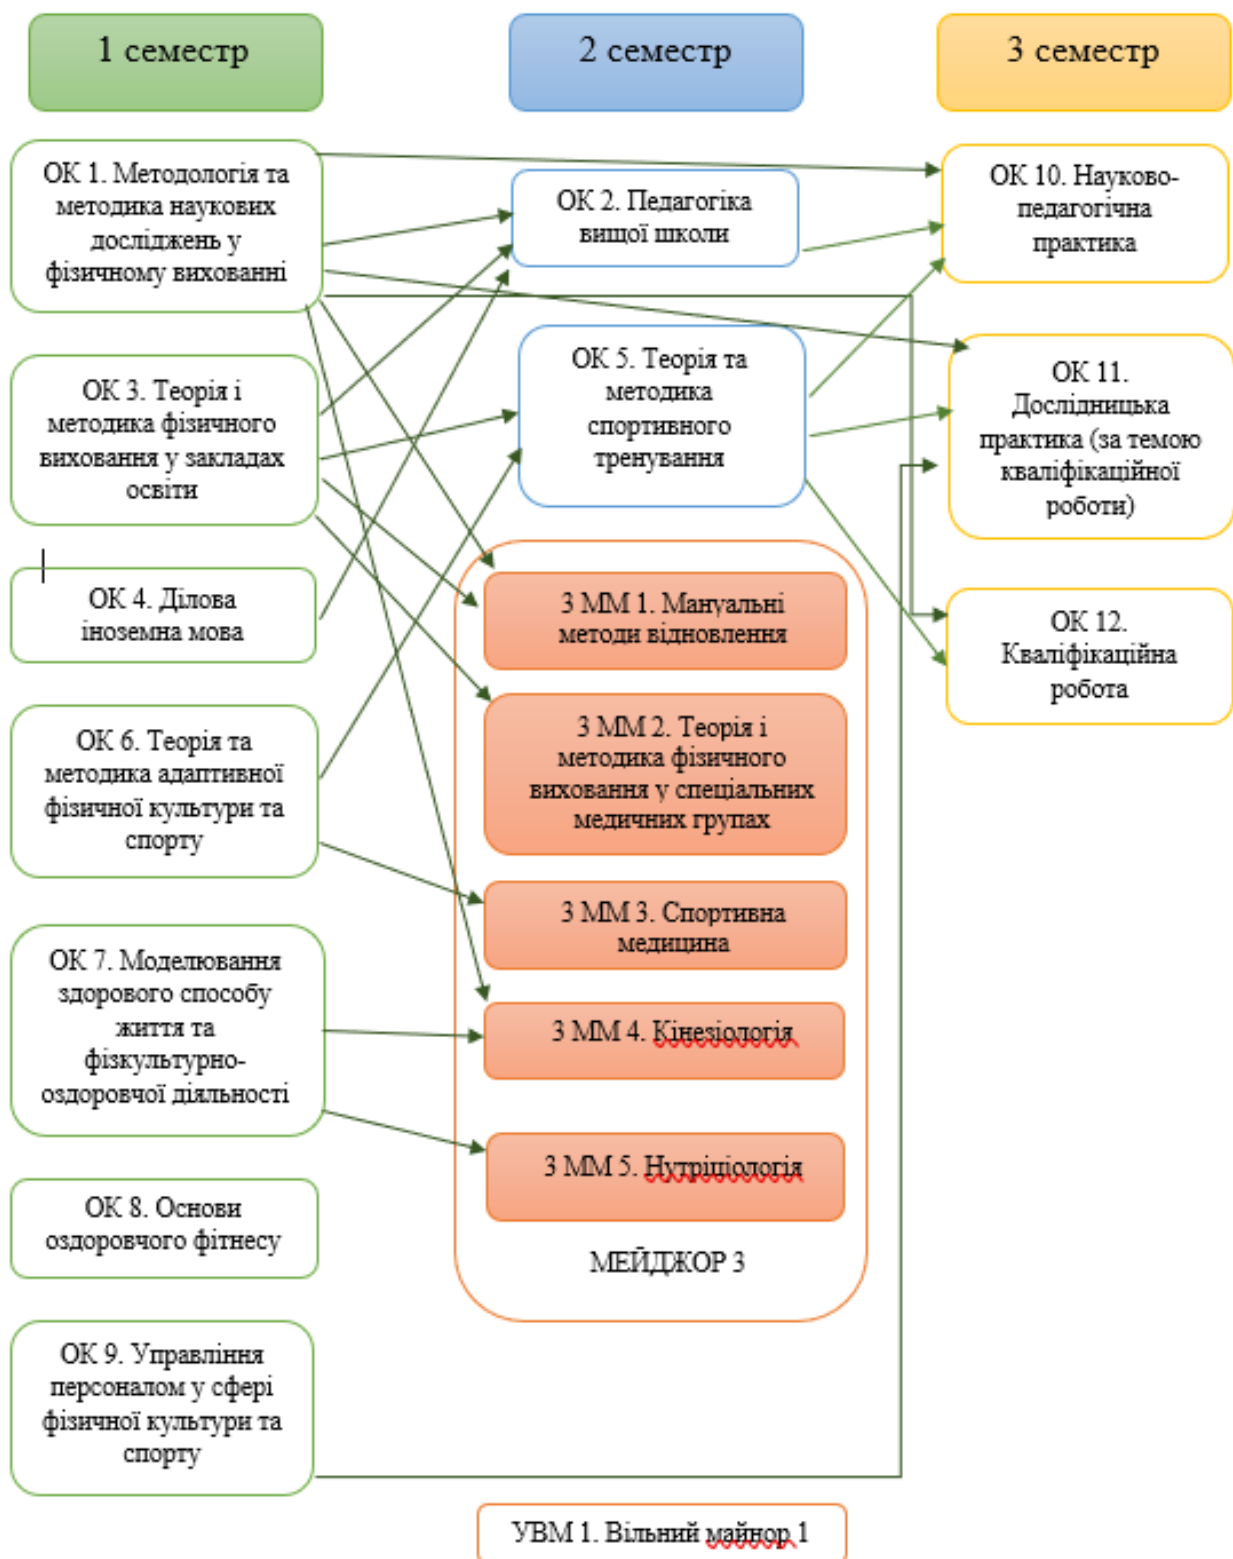 1 семестр
2 семестр
3 семестр
ОК 1. Методологія та
методика наукових
досліджень у
фізичному вихованні
ОК 3. Теорія і
методика фізичного
виховання у закладах
освіти
ОК 4. Ділова
іноземна мова
ОК 6. Теорія та
методика адаптивної
фізичної культури та
спорту
ОК 7. Моделювання
здорового способу
життя та
фізкультурно-
оздоровчої діяльності
ОК 8. Основи
оздоровчого фітнесу
ОК 9. Управління
персоналом у сфері
фізичної культури та
спорту
ОК 2. Педагогіка
вищої школи
ОК 5. Теорія та
методика
спортивного
тренування
3 ММ 1. Мануальні
методи відновлення
3 ММ 2. Теорія і
методика фізичного
виховання у спеціальних
медичних групах
3 ММ 3. Спортивна
медицина
3 ММ 4. Кінезіологія
3 ММ 5. Нутріціологія
МЕЙДЖОР 3
УВМ 1. Вільний майнор 1
ОК 10. Науково-
педагогічна
практика
ОК 11.
Дослідницька
практика (за темою
кваліфікаційної
роботи)
ОК 12.
Кваліфікаційна
робота